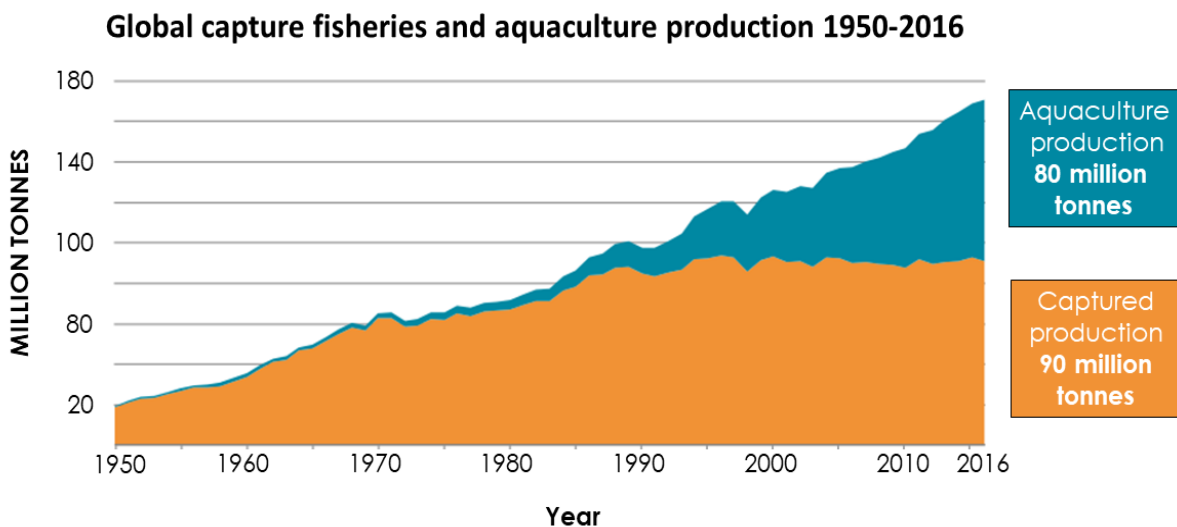 Global capture fisheries and aquaculture production 1950-2016
MILLION TONNES
180
140
100
80
20
1950
1960
1970
1980
1990
2000
2010
2016
Year
Aquaculture
production
80 million
tonnes
Captured
production
90 million
tonnes